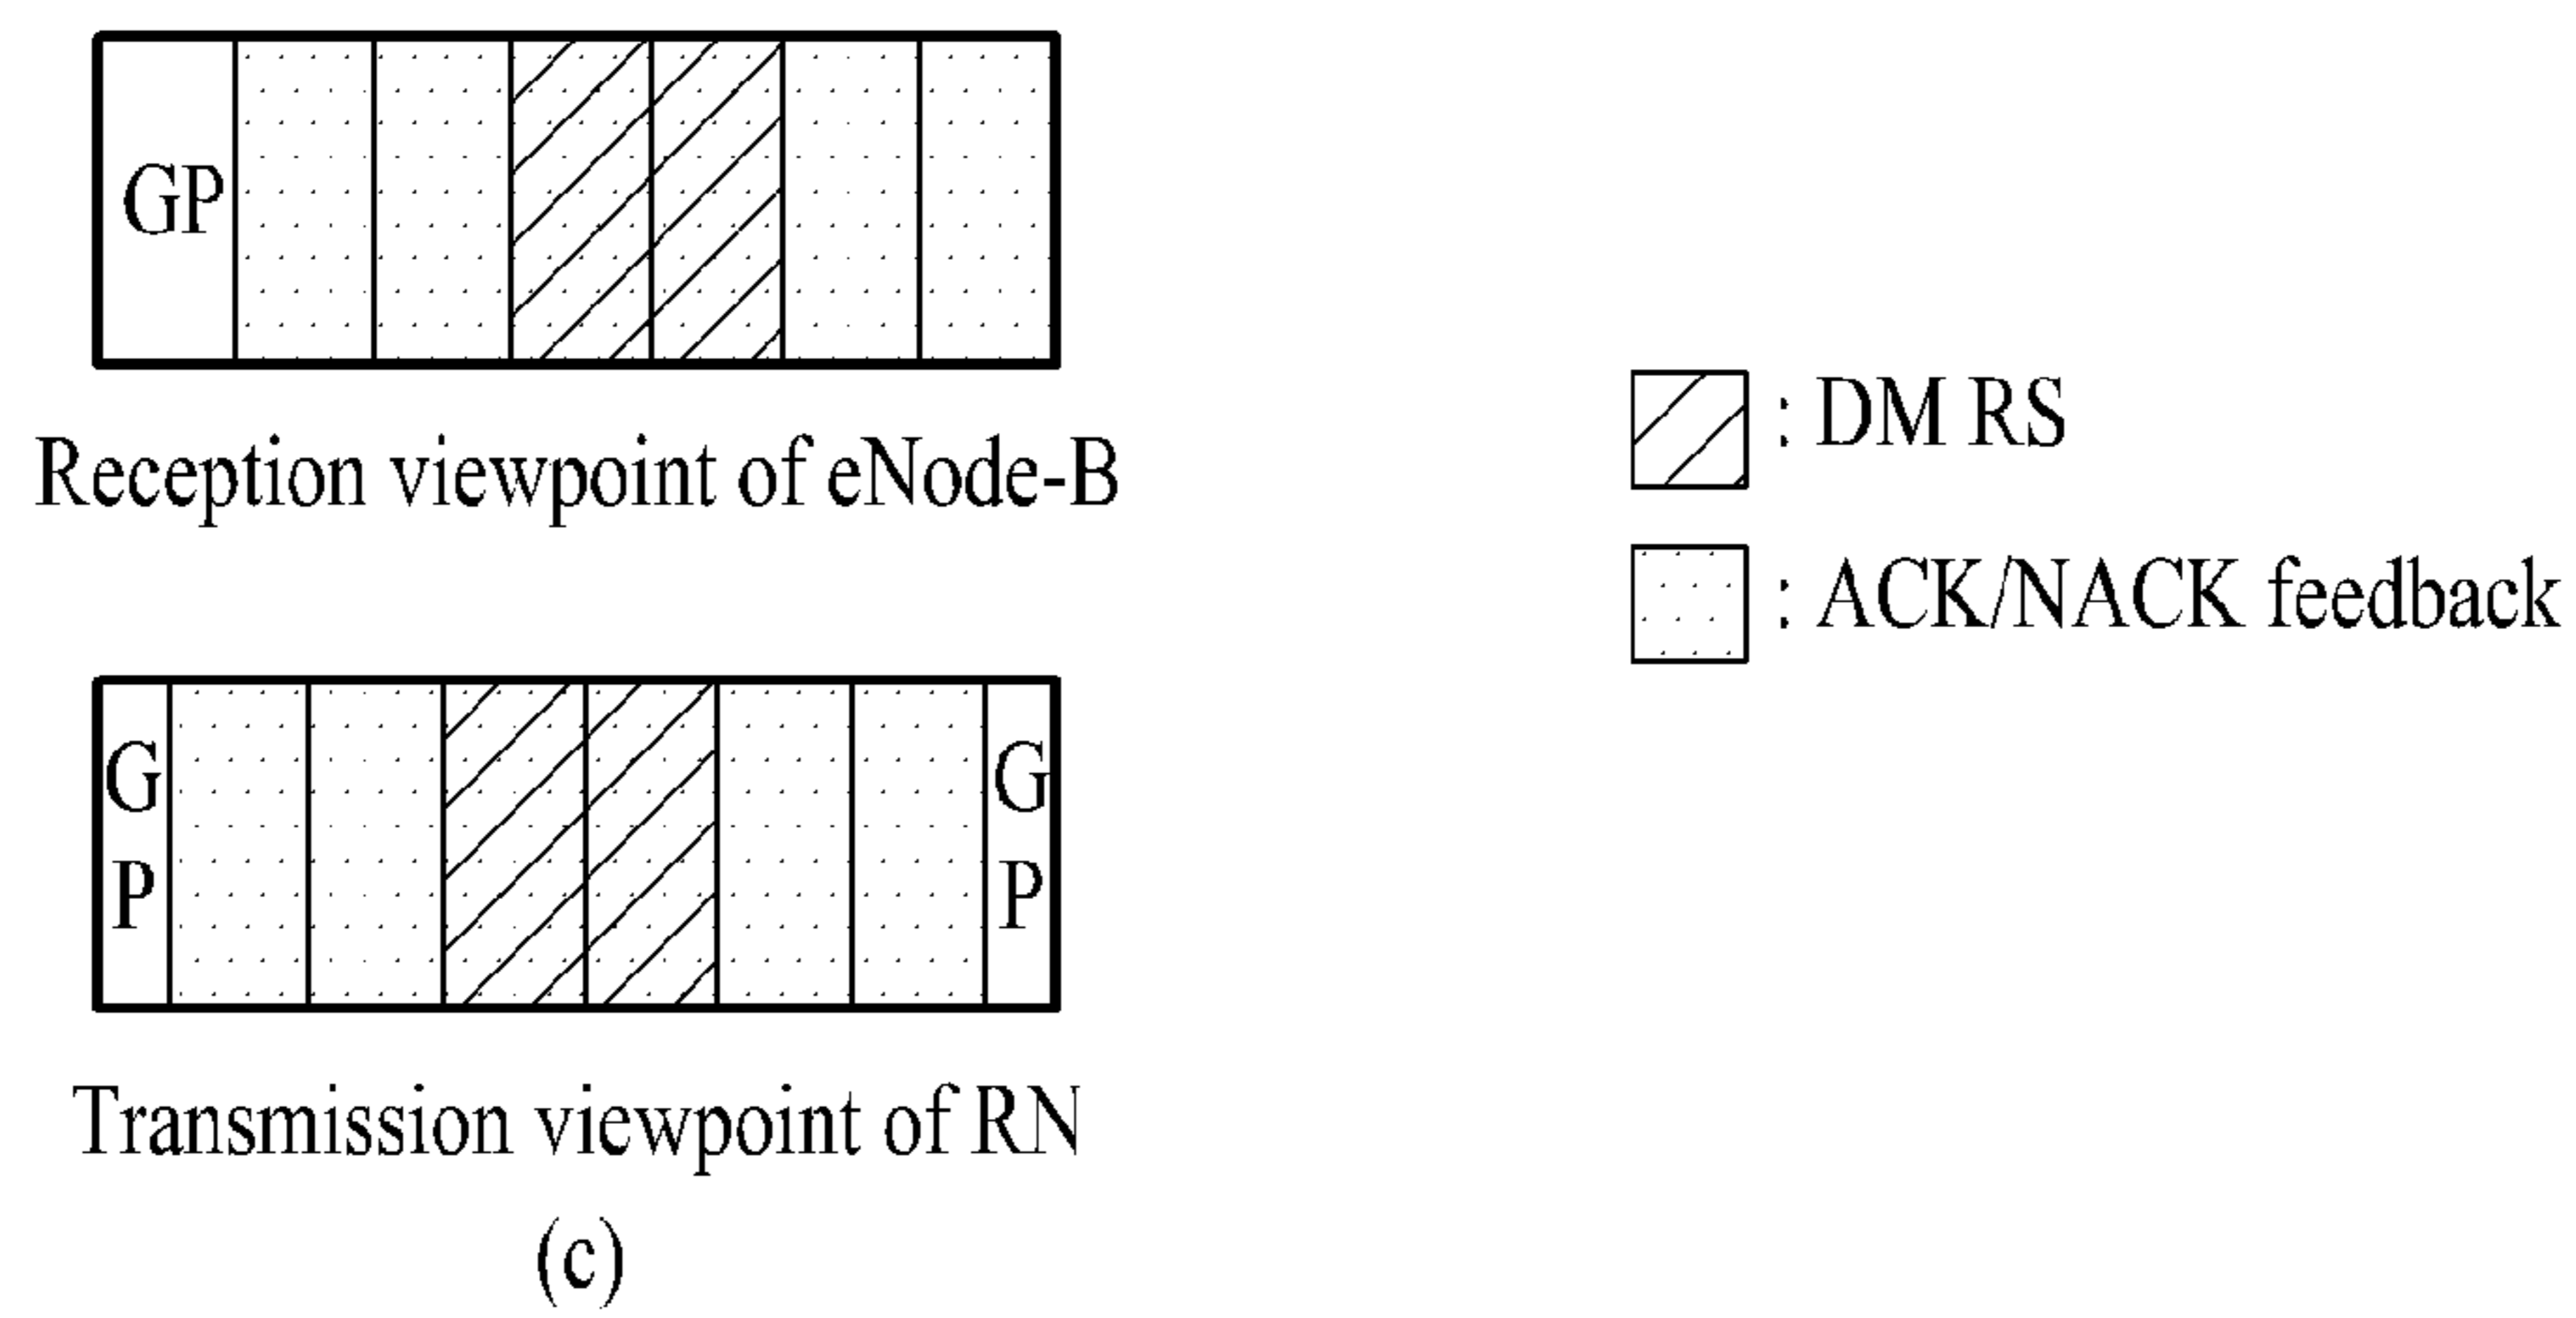 GP
Reception viewpoint of eNode-B
: DM RS
: ACK/NACK feedback
G
P
G
P
Transmission viewpoint of RN
(c)